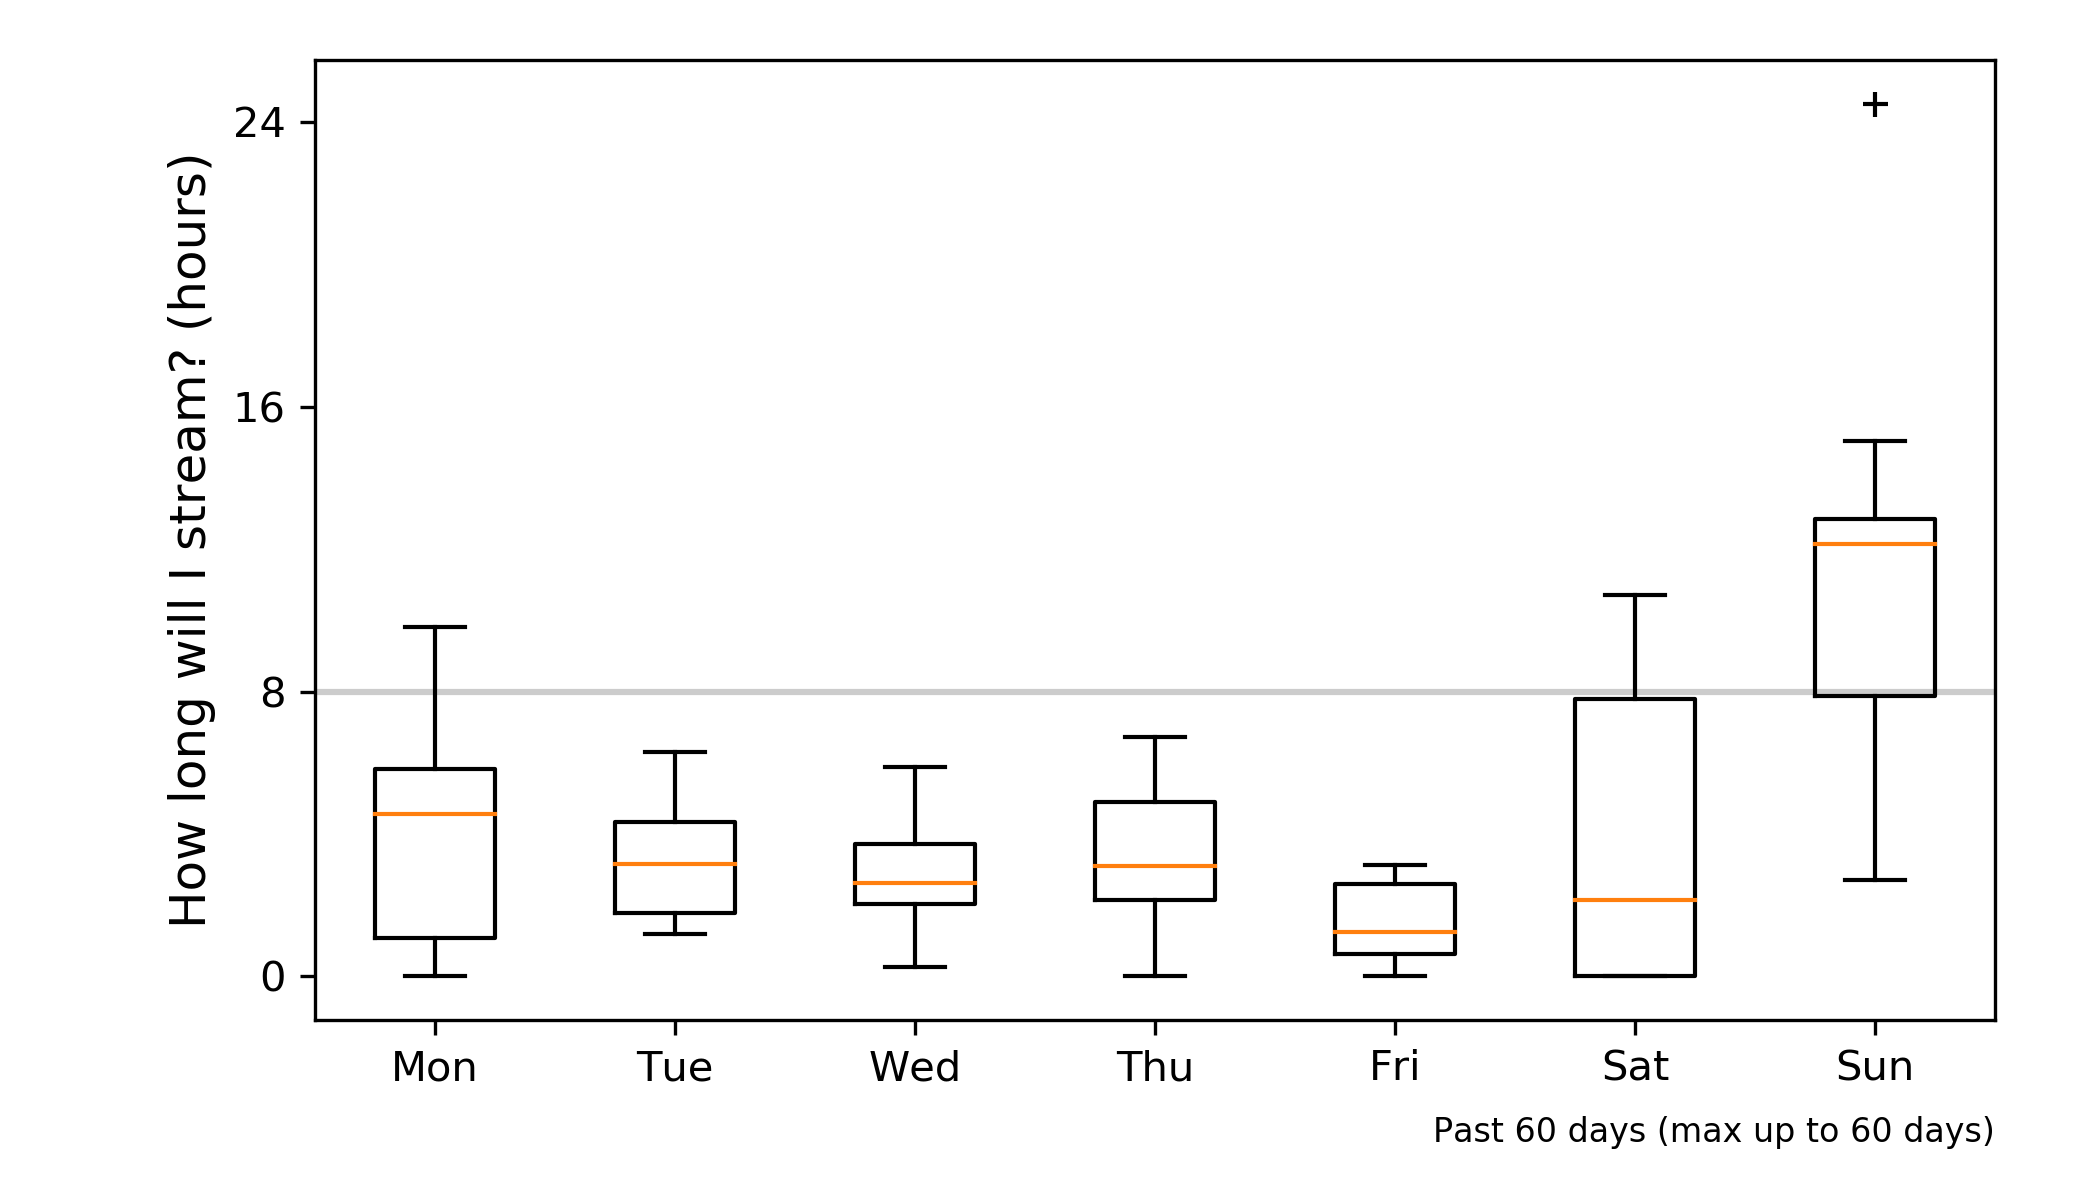 How long will I stream? (hours)
24
16
8
0
Mon Tue Wed Thu Fri Sat Sun
Past 60 days (max up to 60 days)